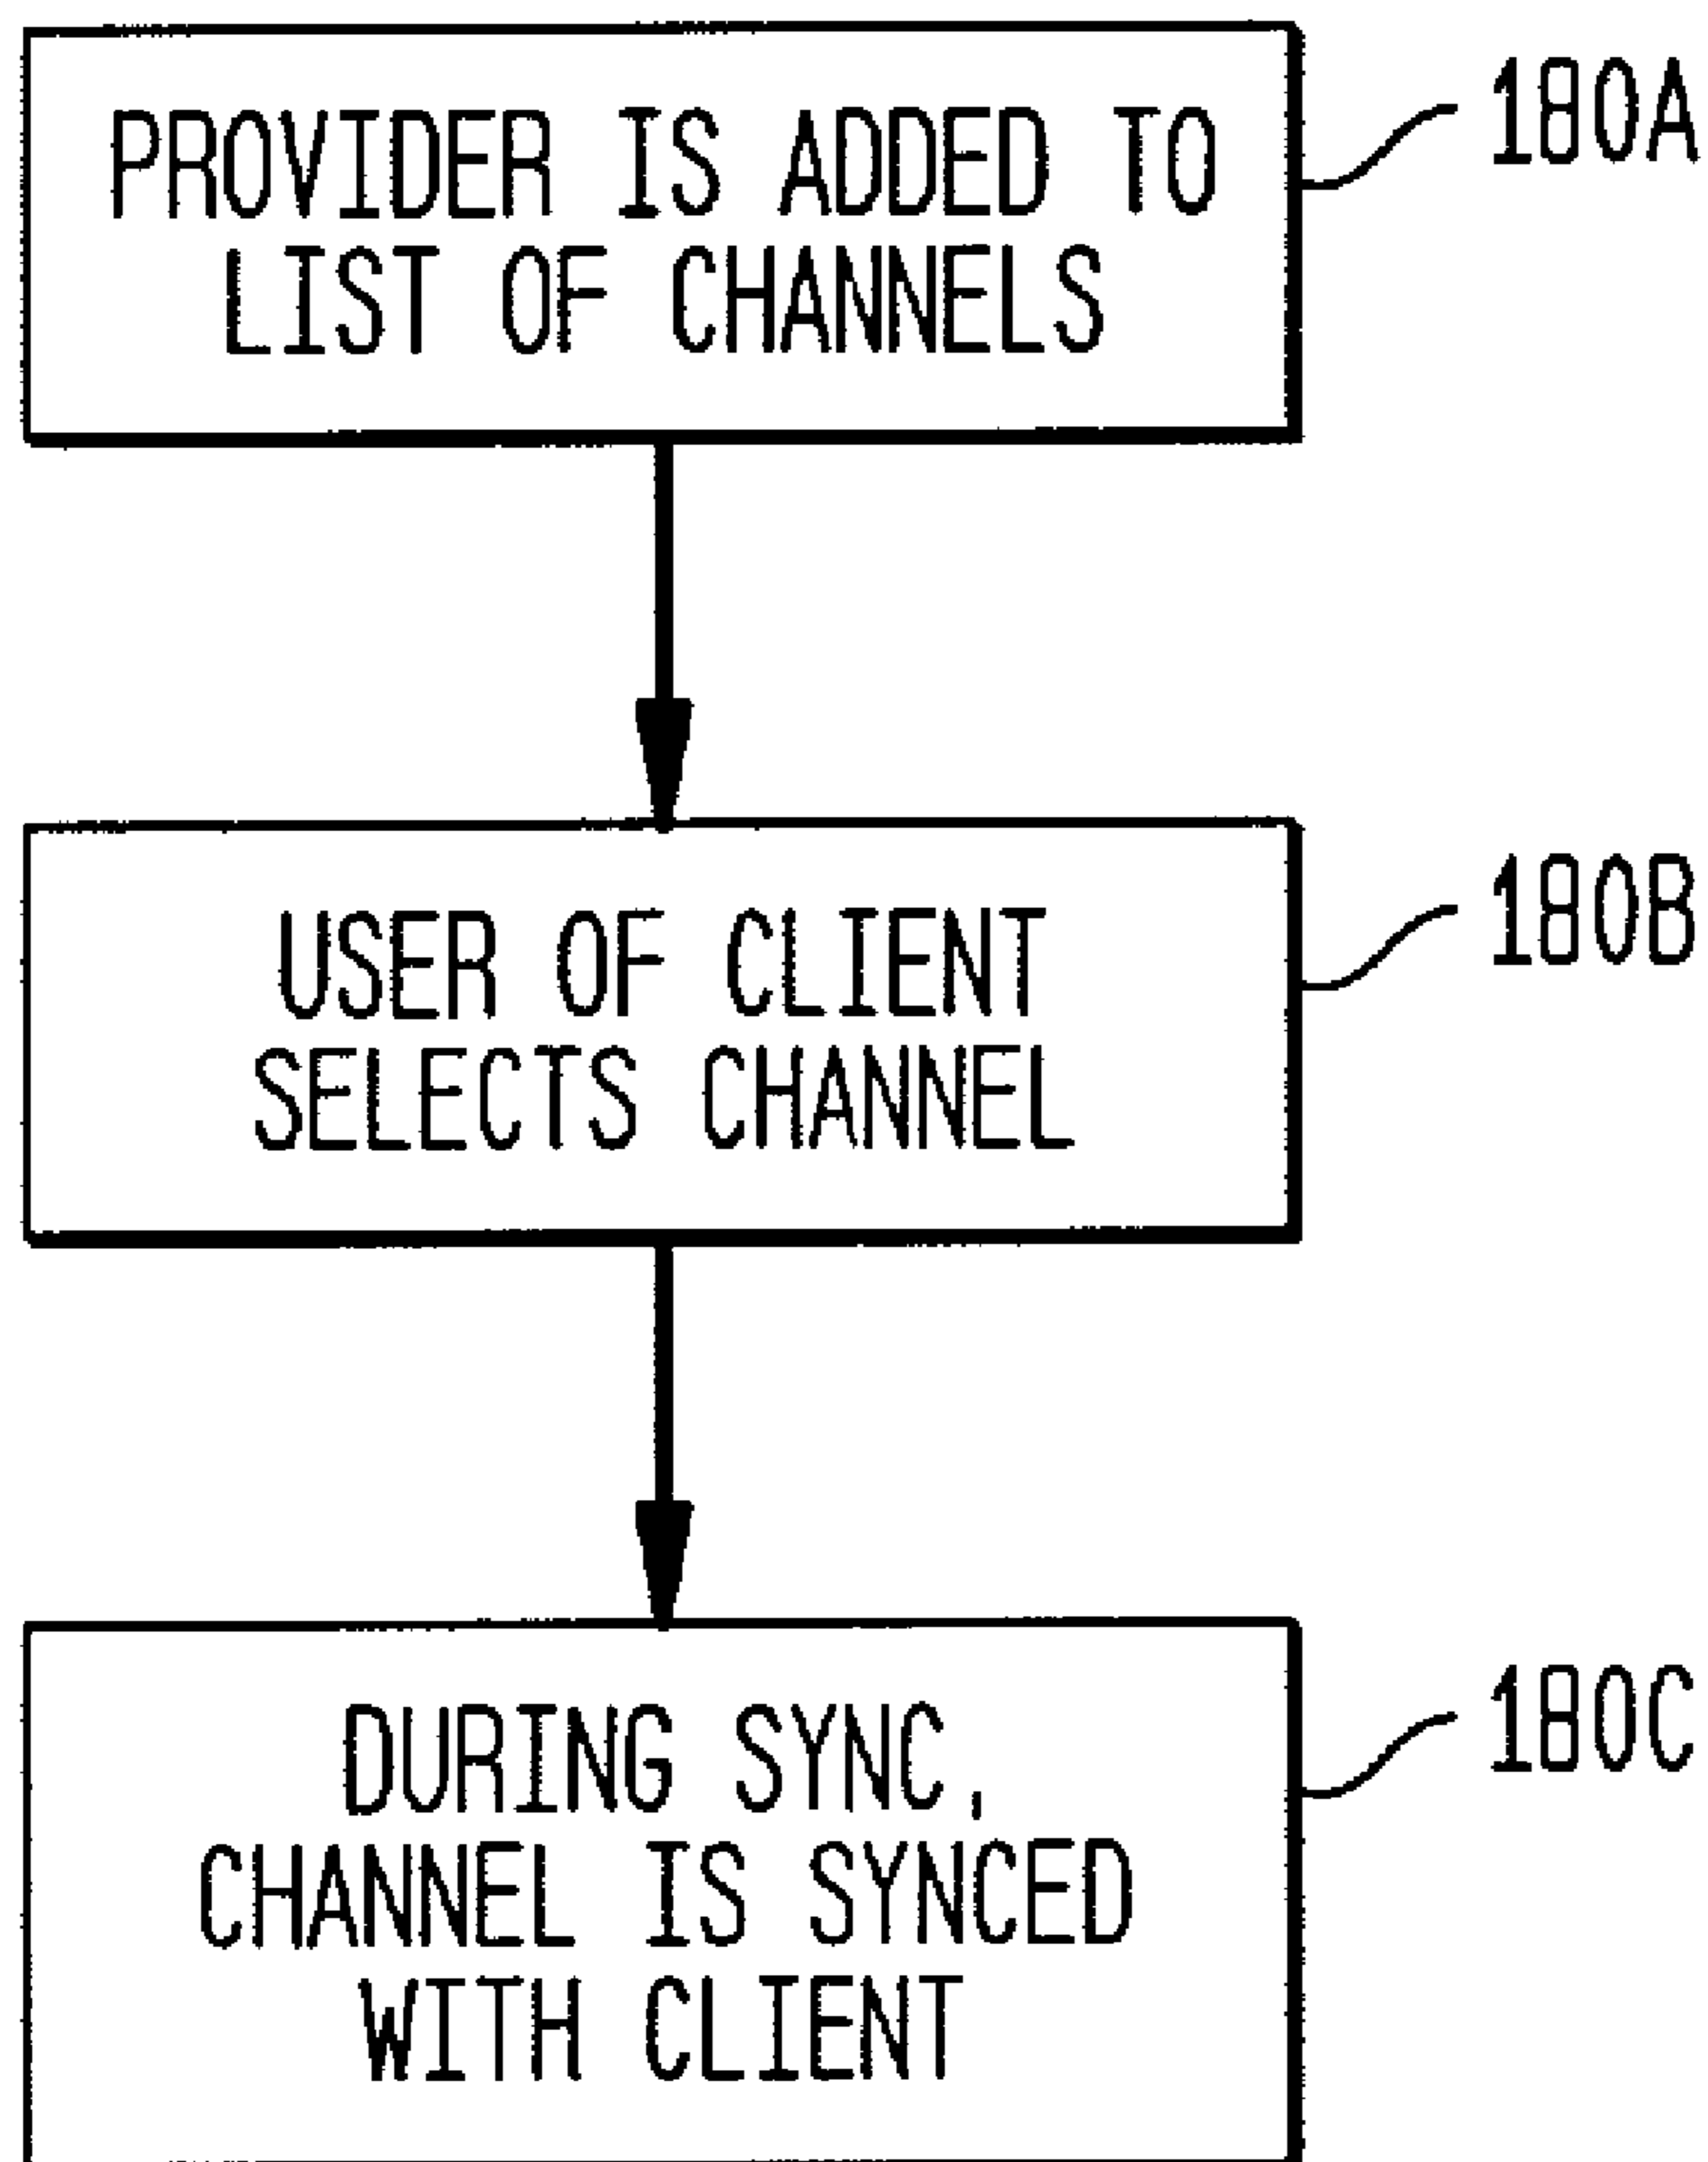 PROVIDER IS ADDED TO
LIST OF CHANNELS
180A
USER OF CLIENT
SELECTS CHANNEL
180B
DURING SYNC,
CHANNEL IS SYNCED
WITH CLIENT
180C